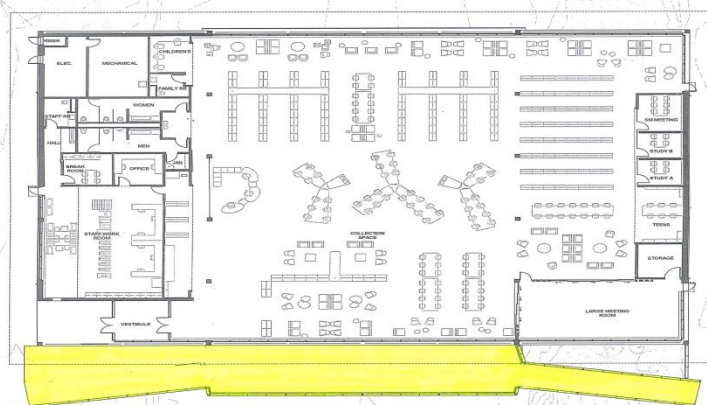 RISER
ELEC.
MECHANICAL
CHILDREN'S
FAMILY RR
STAFF RR
WOMEN
HALL
MEN
BREAK
ROOM
OFFICE
JAN.
STAFF/WORK
ROOM
VESTIBULE
COLLECTION
SPACE
SM MEETING
STUDY B
STUDY A
TEENS
STORAGE
LARGE MEETING
ROOM